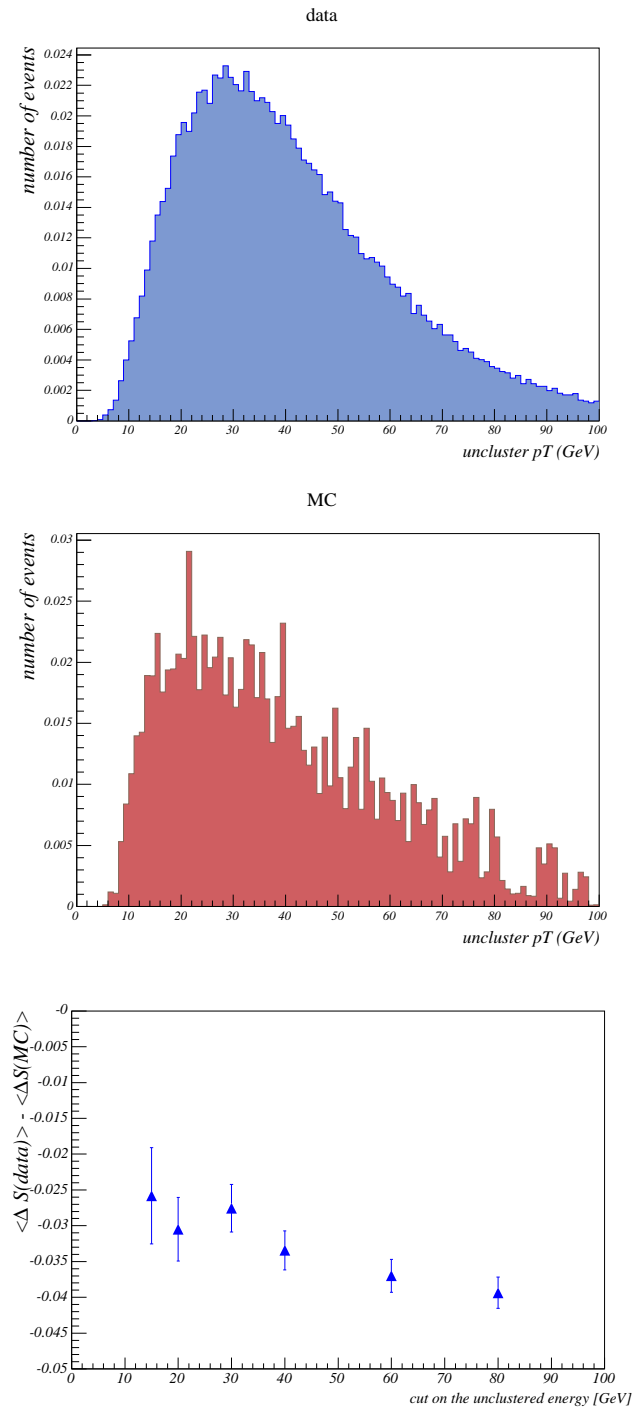 data
number of events
0.024
0.022
0.02
0.018
0.016
0.014
0.012
0.01
0.008
0.006
0.004
0.002
0
0 10 20 30 40 50 60 70 80 90 100
uncluster pT (GeV)
MC
number of events
0.03
0.025
0.02
0.015
0.01
0.005
0
0 10 20 30 40 50 60 70 80 90 100
uncluster pT (GeV)
<Δ S(data)> - <ΔS(MC)>
-0
-0.005
-0.01
-0.015
-0.02
-0.025
-0.03
-0.035
-0.04
-0.045
-0.05
0 10 20 30 40 50 60 70 80 90 100
cut on the unclustered energy [GeV]